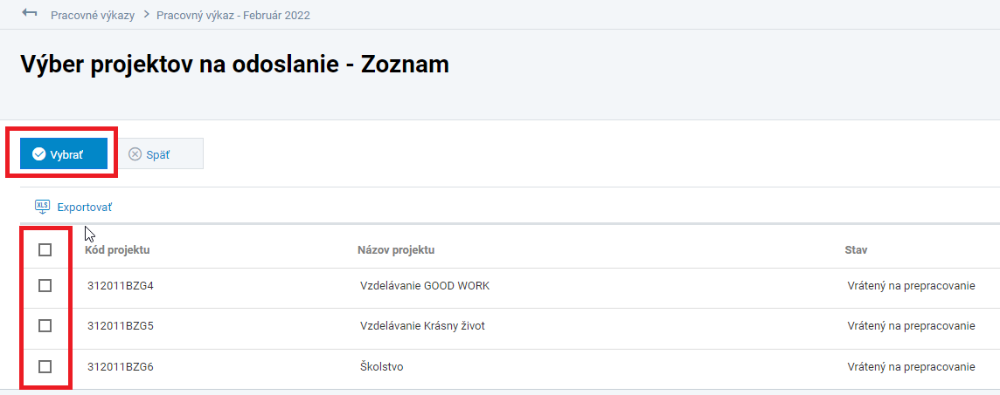 Pracovné výkazy > Pracovný výkaz - Február 2022
Výber projektov na odoslanie - Zoznam
Vybrať Späť
XLS Exportovať
Kód projektu Názov projektu Stav
312011BZG4 Vzdelávanie GOOD WORK Vrátený na prepracovanie
312011BZG5 Vzdelávanie Krásny život Vrátený na prepracovanie
312011BZG6 Školstvo Vrátený na prepracovanie